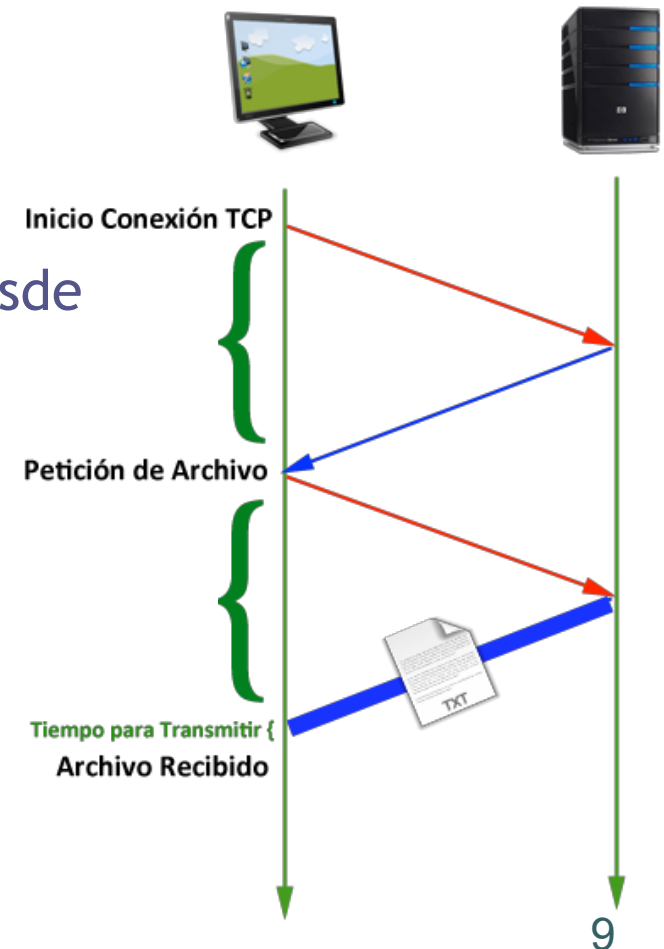 Inicio Conexión TCP
sde
Petición de Archivo
TXT
Tiempo para Transmitir {
Archivo Recibido
9